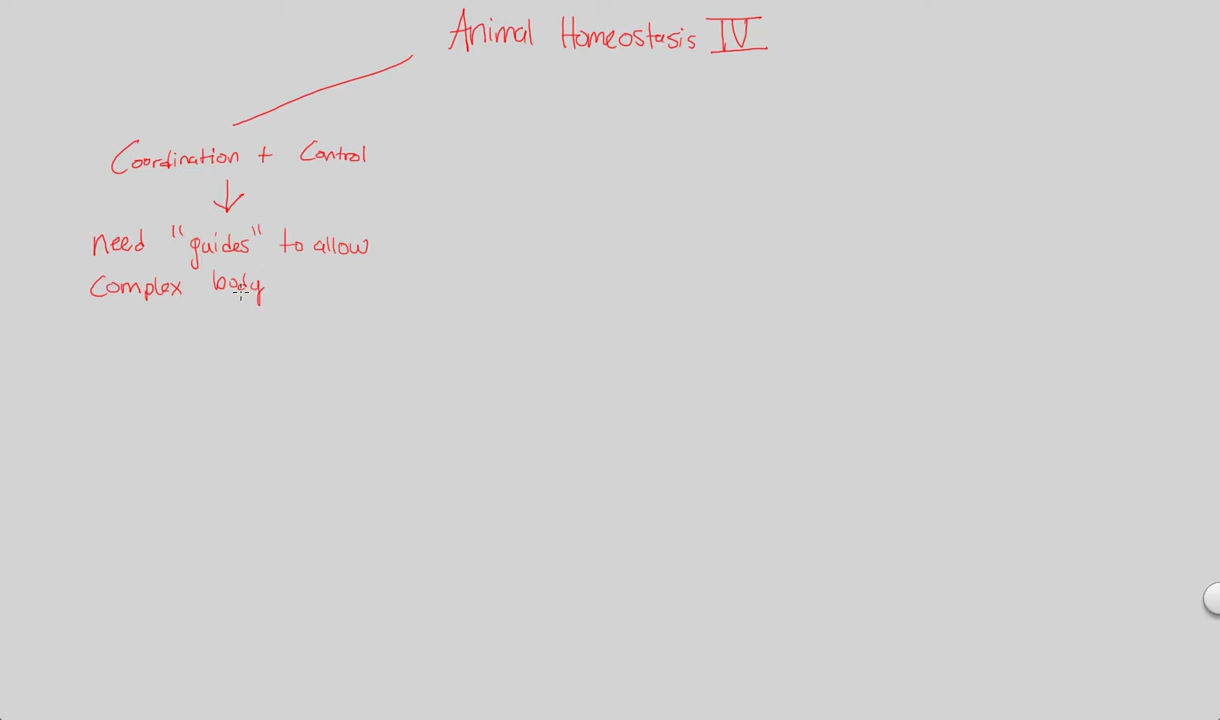 Animal Homeostasis IV
Coordination + Control
need "guides" to allow
complex body